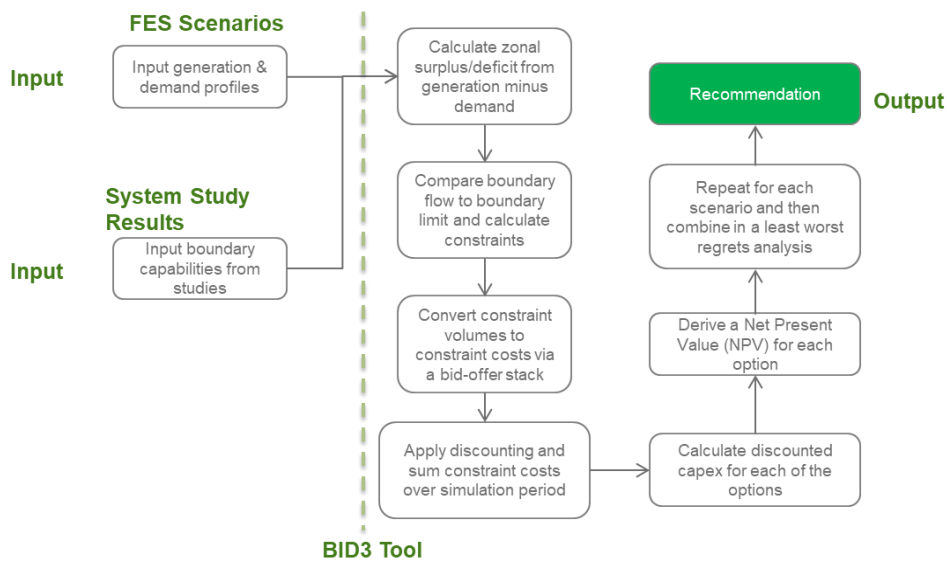 FES Scenarios
Input
Input generation &
demand profiles
System Study
Results
Input
Input boundary
capabilities from
studies
Calculate zonal
surplus/deficit from
generation minus
demand
Compare boundary
flow to boundary
limit and calculate
constraints
Convert constraint
volumes to
constraint costs via
a bid-offer stack
Apply discounting and
sum constraint costs
over simulation period
BID3 Tool
Calculate discounted
capex for each of the
options
Derive a Net Present
Value (NPV) for each
option
Repeat for each
scenario and then
combine in a least worst
regrets analysis
Recommendation
Output